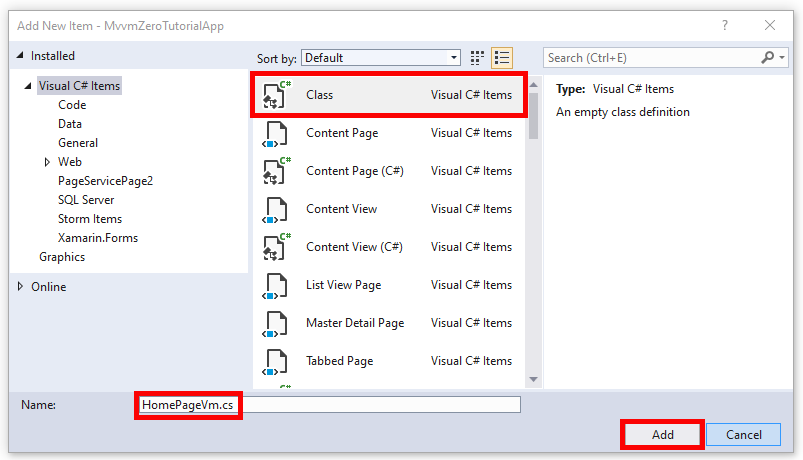 Add New Item - MvvmZeroTutorialApp
Installed
Sort by: Default
Search (Ctrl+E)
Visual C# Items
Code
Data
General
Web
PageServicePage2
SQL Server
Storm Items
Xamarin.Forms
Graphics
Online
C# Class Visual C# Items
Content Page Visual C# Items
C# Content Page (C#) Visual C# Items
Content View Visual C# Items
C# Content View (C#) Visual C# Items
List View Page Visual C# Items
Master Detail Page Visual C# Items
Tabbed Page Visual C# Items
Type: Visual C# Items
An empty class definition
Name: HomePageVm.cs
Add Cancel